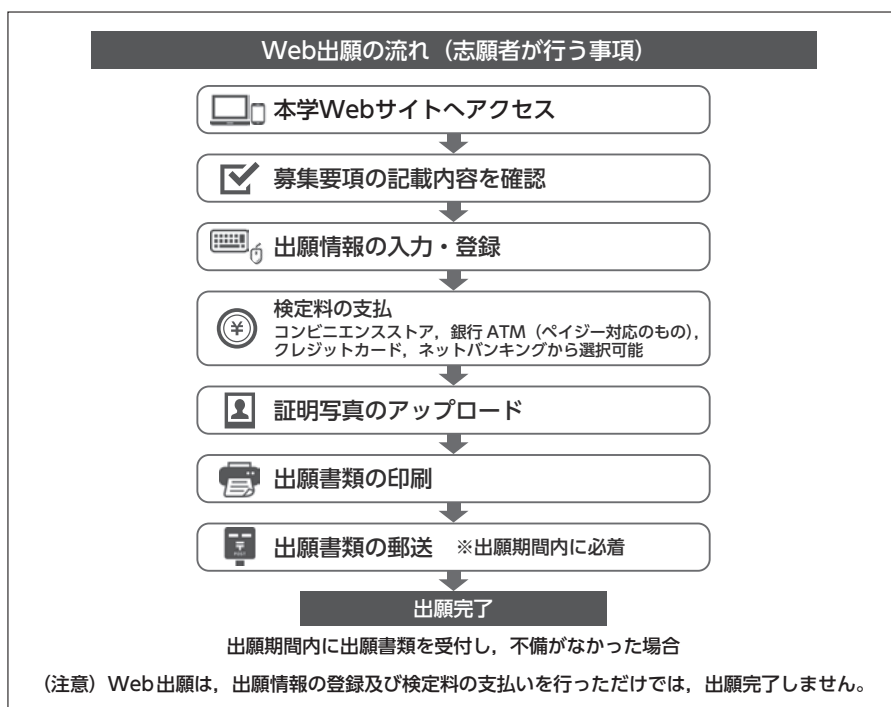 Web出願の流れ（志願者が行う事項）
本学Webサイトへアクセス
募集要項の記載内容を確認
出願情報の入力・登録
検定料の支払
コンビニエンスストア，銀行 ATM（ペイジー対応のもの），
クレジットカード，ネットバンキングから選択可能
証明写真のアップロード
出願書類の印刷
出願書類の郵送　※出願期間内に必着
出願完了
出願期間内に出願書類を受付し，不備がなかった場合
（注意）Web出願は，出願情報の登録及び検定料の支払いを行っただけでは，出願完了しません。